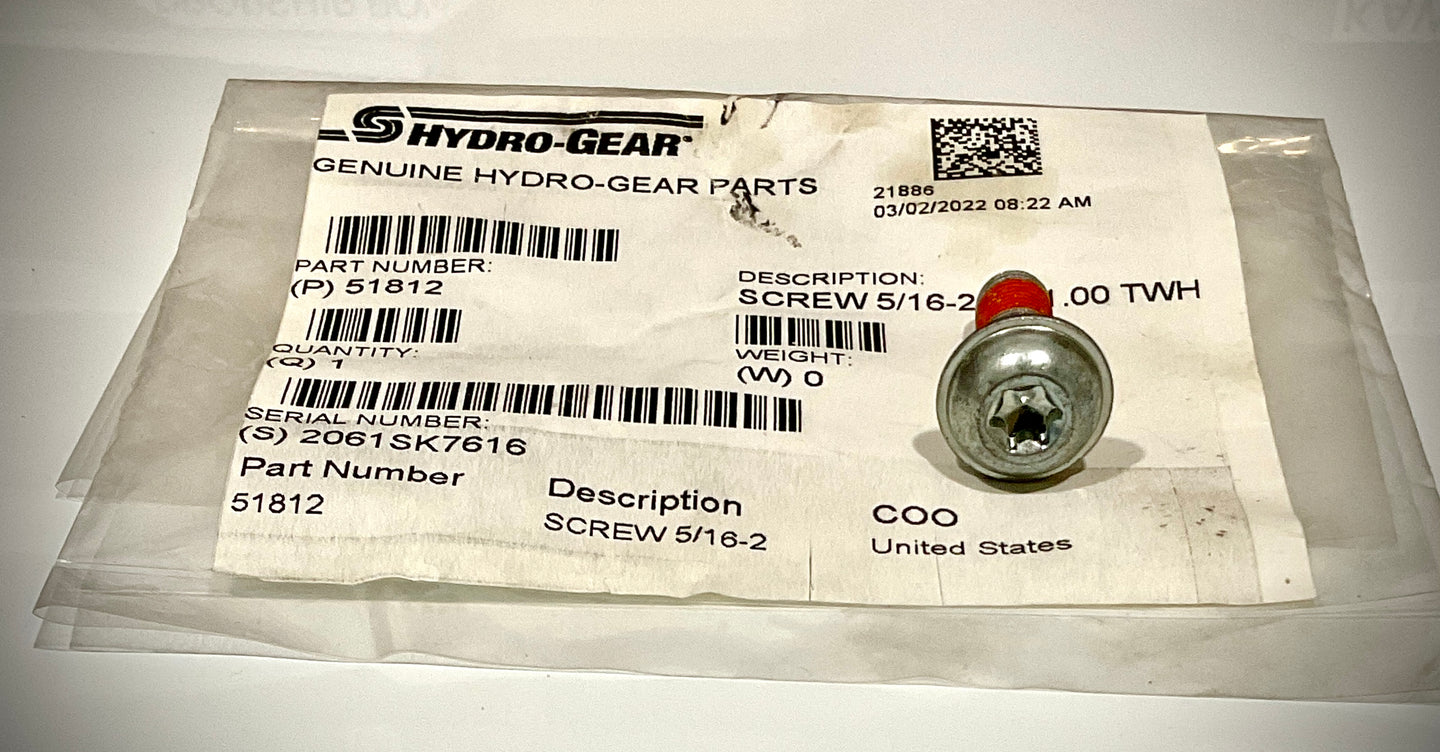 HYDRO-GEAR
GENUINE HYDRO-GEAR PARTS
21886
03/02/2022 08:22 AM
PART NUMBER:
(P) 51812
DESCRIPTION:
SCREW 5/16-2 .00 TWH
QUANTITY:
(Q) 1
WEIGHT:
(W) 0
SERIAL NUMBER:
(S) 2061SK7616
Part Number
51812
Description
SCREW 5/16-2
COO
United States